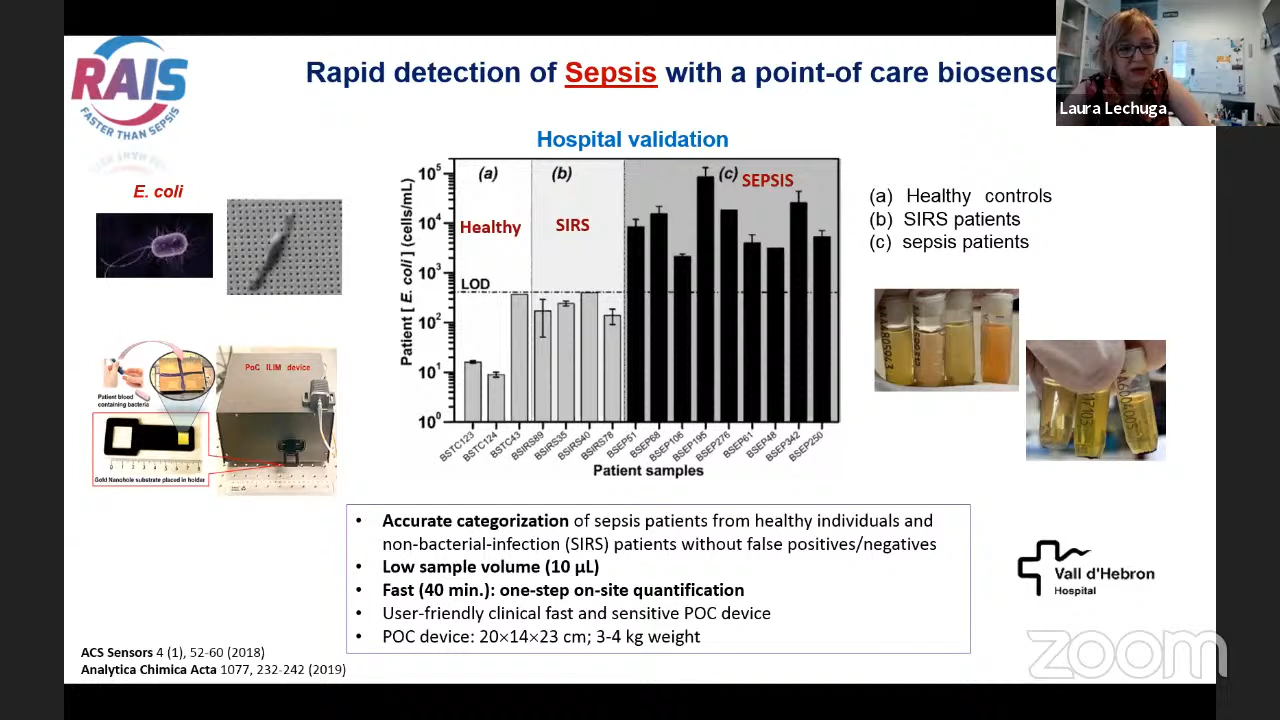 RAIS
FASTER THAN SEPSIS
Rapid detection of Sepsis with a point-of care biosenso
Laura Lechuga
Hospital validation
E. coli
Patient [ E. coli ] (cells/mL)
10⁵
10⁴
10³
10²
10¹
10⁰
(a)
(b)
(c)
Healthy
SIRS
SEPSIS
LOD
BSTC123
BSTC124
BSTC43
BSIRS89
BSIRS35
BSIRS40
BSIRS78
BSEP51
BSEP68
BSEP106
BSEP195
BSEP276
BSEP61
BSEP48
BSEP342
BSEP250
Patient samples
(a) Healthy controls
(b) SIRS patients
(c) sepsis patients
PoC ILIM device
Patient blood
containing bacteria
Gold Nanohole substrate placed in holder
• Accurate categorization of sepsis patients from healthy individuals and
non-bacterial-infection (SIRS) patients without false positives/negatives
• Low sample volume (10 µL)
• Fast (40 min.): one-step on-site quantification
• User-friendly clinical fast and sensitive POC device
• POC device: 20×14×23 cm; 3-4 kg weight
Vall d'Hebron
Hospital
ACS Sensors 4 (1), 52-60 (2018)
Analytica Chimica Acta 1077, 232-242 (2019)
zoom